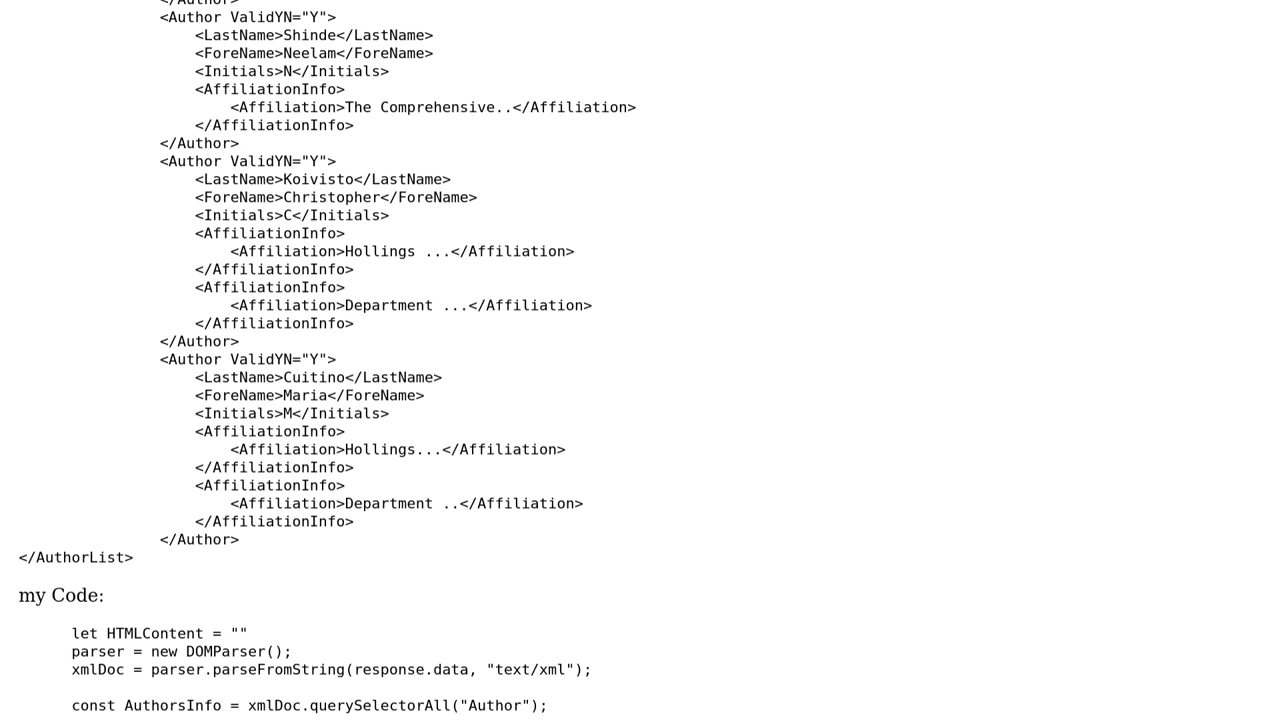 </Author>
<Author ValidYN="Y">
<LastName>Shinde</LastName>
<ForeName>Neelam</ForeName>
<Initials>N</Initials>
<AffiliationInfo>
<Affiliation>The Comprehensive..</Affiliation>
</AffiliationInfo>
</Author>
<Author ValidYN="Y">
<LastName>Koivisto</LastName>
<ForeName>Christopher</ForeName>
<Initials>C</Initials>
<AffiliationInfo>
<Affiliation>Hollings ...</Affiliation>
</AffiliationInfo>
<AffiliationInfo>
<Affiliation>Department ...</Affiliation>
</AffiliationInfo>
</Author>
<Author ValidYN="Y">
<LastName>Cuitino</LastName>
<ForeName>Maria</ForeName>
<Initials>M</Initials>
<AffiliationInfo>
<Affiliation>Hollings...</Affiliation>
</AffiliationInfo>
<AffiliationInfo>
<Affiliation>Department ..</Affiliation>
</AffiliationInfo>
</Author>
</AuthorList>
my Code:
let HTMLContent = ""
parser = new DOMParser();
xmlDoc = parser.parseFromString(response.data, "text/xml");
const AuthorsInfo = xmlDoc.querySelectorAll("Author");